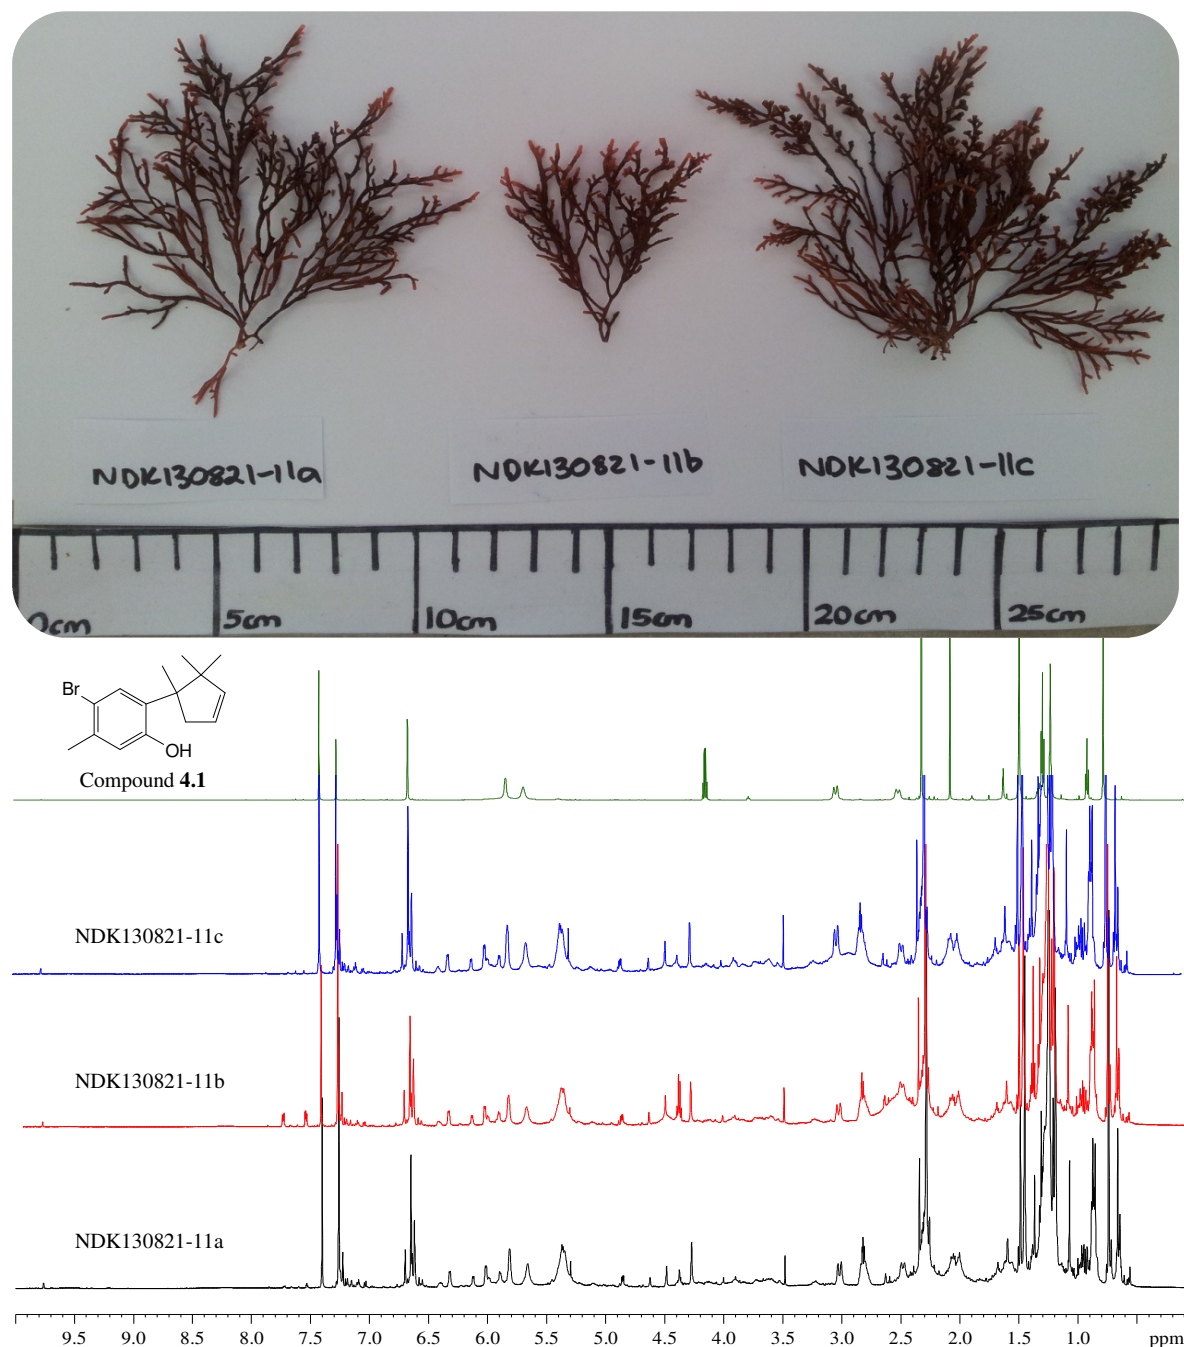 NDK130821-11a
NDK130821-11b
NDK130821-11c
0cm
5cm
10cm
15cm
20cm
25cm
Br
OH
Compound 4.1
NDK130821-11c
NDK130821-11b
NDK130821-11a
9.5 9.0 8.5 8.0 7.5 7.0 6.5 6.0 5.5 5.0 4.5 4.0 3.5 3.0 2.5 2.0 1.5 1.0 ppm